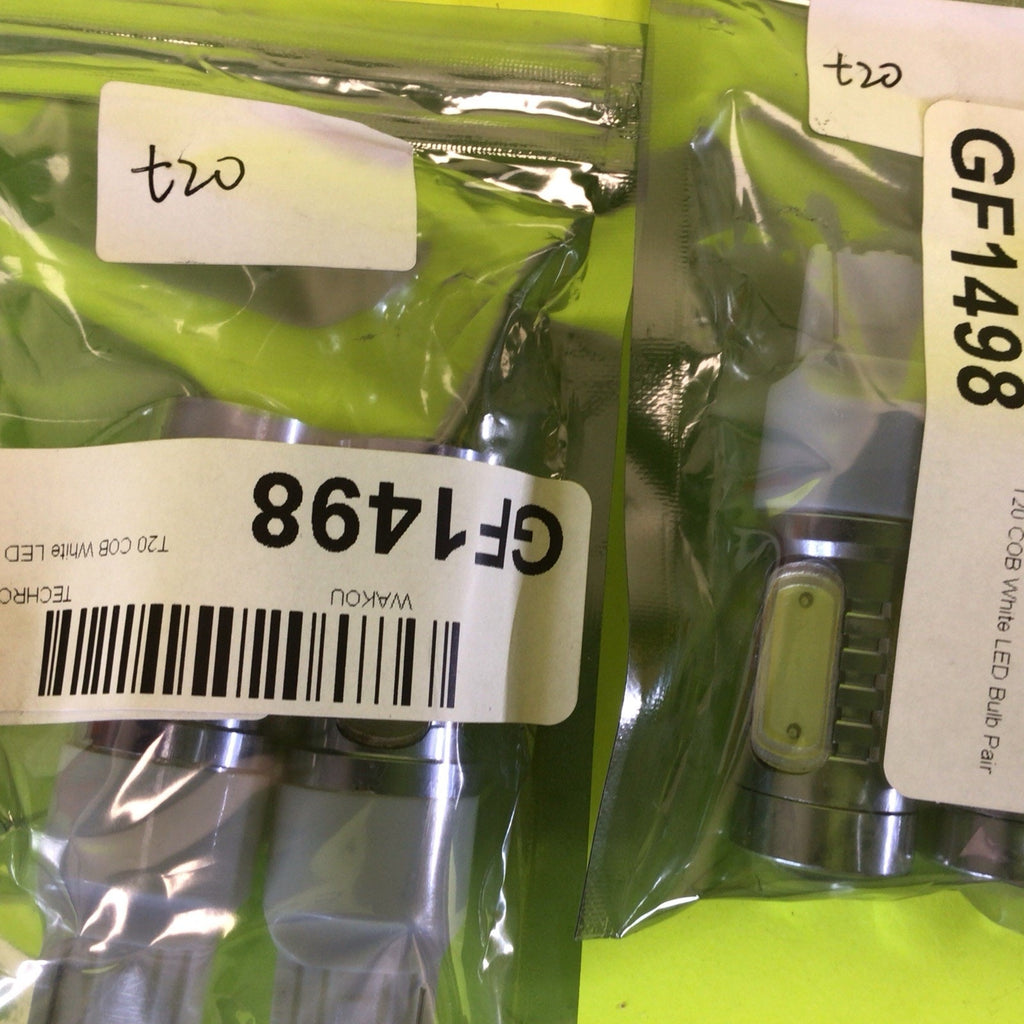 t20
GF1498
T20 COB White LED
WAKOU
TECHRO
t20
GF1498
T20 COB White LED Bulb Pair